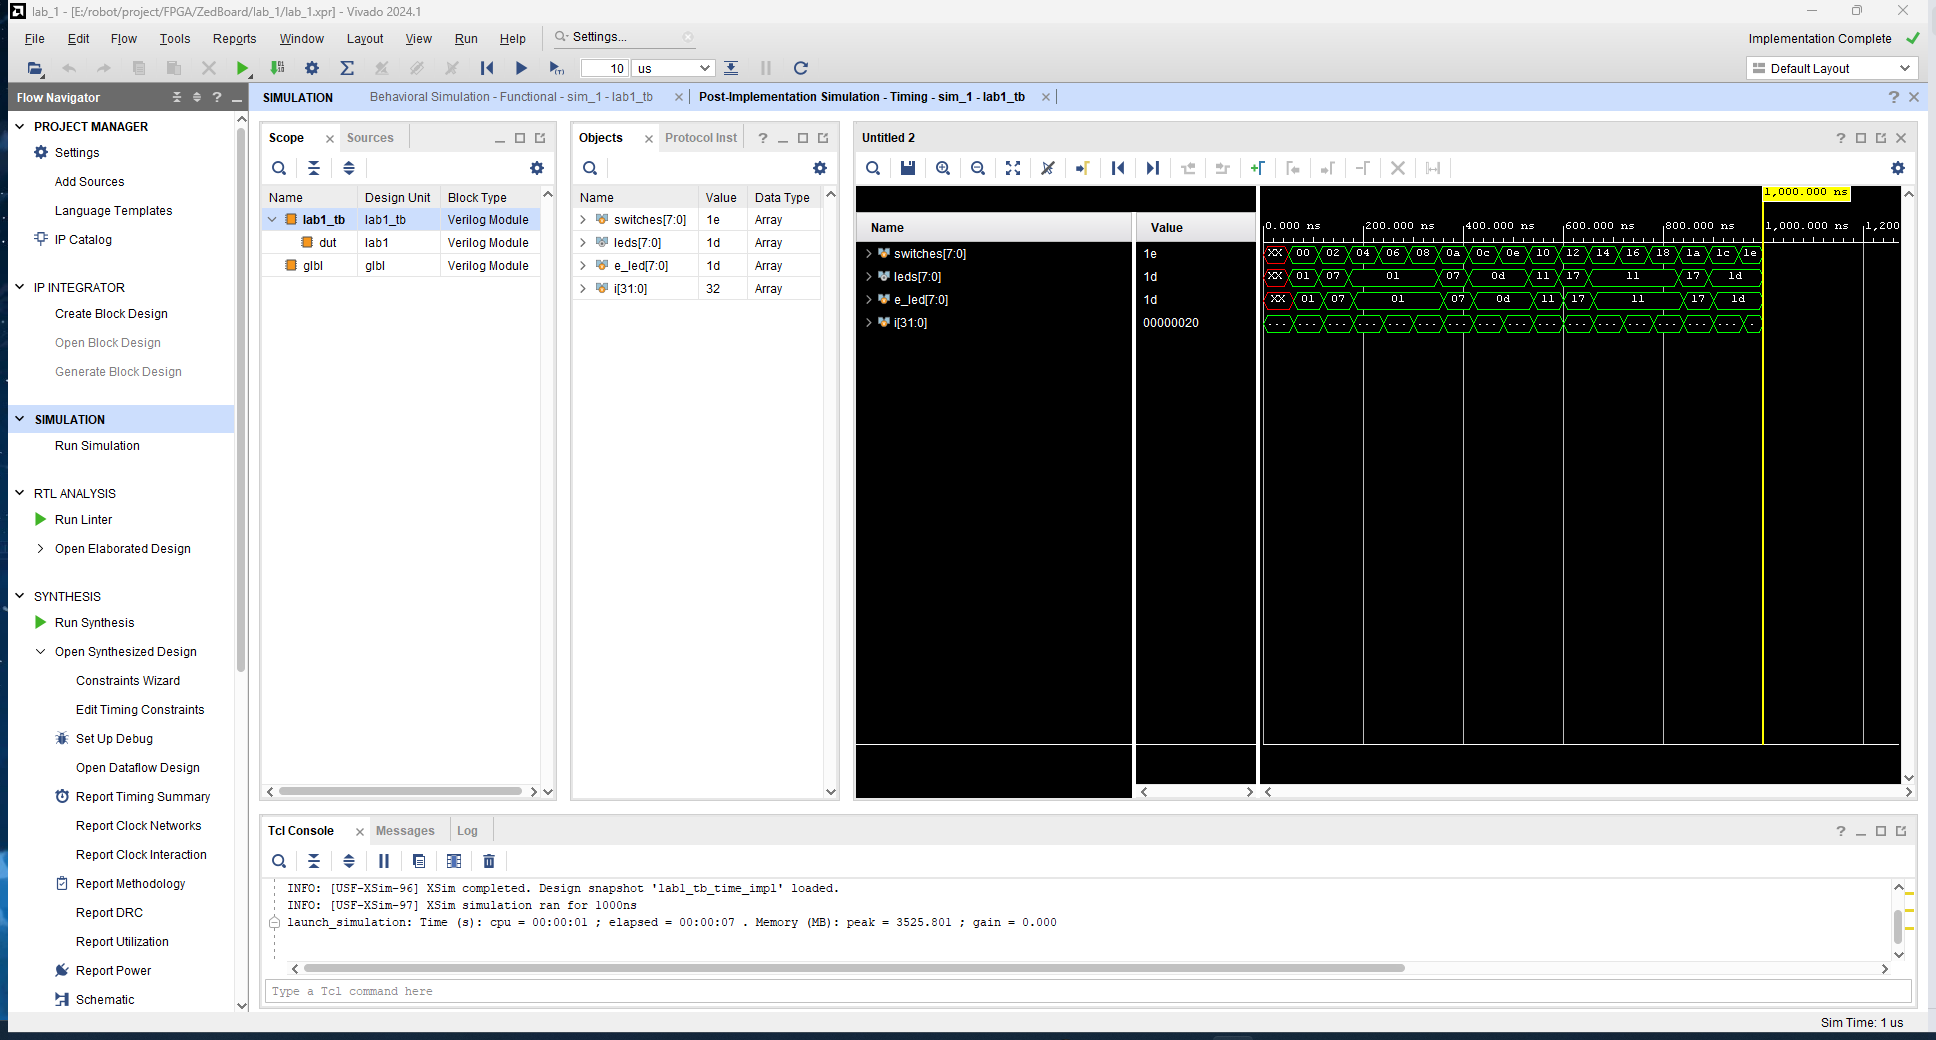 lab_1 - [E:/robot/project/FPGA/ZedBoard/lab_1/lab_1.xpr] - Vivado 2024.1
File Edit Flow Tools Reports Window Layout View Run Help Settings...
Implementation Complete
10 us
Default Layout
Flow Navigator
SIMULATION
Behavioral Simulation - Functional - sim_1 - lab1_tb
Post-Implementation Simulation - Timing - sim_1 - lab1_tb
PROJECT MANAGER
Settings
Add Sources
Language Templates
IP Catalog
IP INTEGRATOR
Create Block Design
Open Block Design
Generate Block Design
SIMULATION
Run Simulation
RTL ANALYSIS
Run Linter
Open Elaborated Design
SYNTHESIS
Run Synthesis
Open Synthesized Design
Constraints Wizard
Edit Timing Constraints
Set Up Debug
Open Dataflow Design
Report Timing Summary
Report Clock Networks
Report Clock Interaction
Report Methodology
Report DRC
Report Utilization
Report Power
Schematic
Scope Sources
Name Design Unit Block Type
lab1_tb lab1_tb Verilog Module
dut lab1 Verilog Module
glbl glbl Verilog Module
Objects Protocol Inst
Name Value Data Type
switches[7:0] 1e Array
leds[7:0] 1d Array
e_led[7:0] 1d Array
i[31:0] 32 Array
Untitled 2
1,000.000 ns
Name Value
0.000 ns 200.000 ns 400.000 ns 600.000 ns 800.000 ns 1,000.000 ns 1,200
switches[7:0] 1e XX 00 02 04 06 08 0a 0c 0e 10 12 14 16 18 1a 1c 1e
leds[7:0] 1d XX 01 07 01 07 0d 11 17 11 17 1d
e_led[7:0] 1d XX 01 07 01 07 0d 11 17 11 17 1d
i[31:0] 00000020 ... ... ... ... ... ... ... ... ... ... ... ... ... ... ... ... .
Tcl Console Messages Log
INFO: [USF-XSim-96] XSim completed. Design snapshot 'lab1_tb_time_impl' loaded.
INFO: [USF-XSim-97] XSim simulation ran for 1000ns
launch_simulation: Time (s): cpu = 00:00:01 ; elapsed = 00:00:07 . Memory (MB): peak = 3525.801 ; gain = 0.000
Type a Tcl command here
Sim Time: 1 us